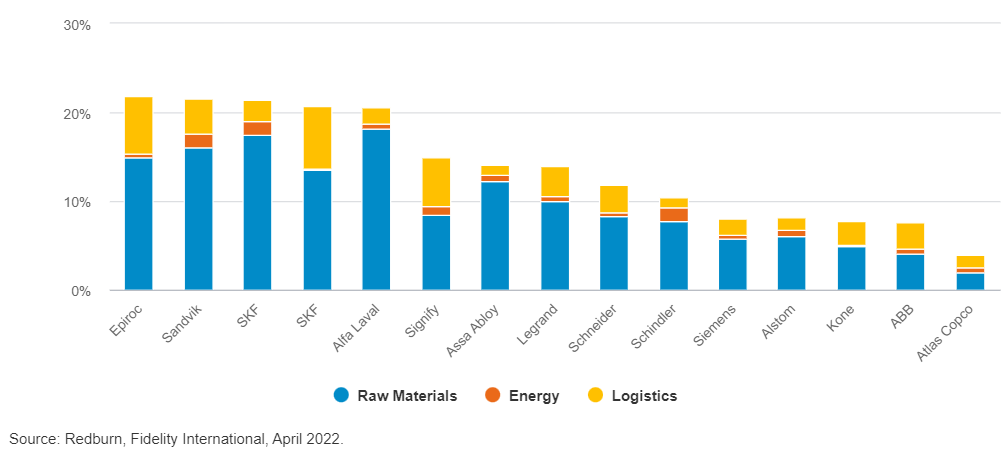 30%
20%
10%
0%
Epiroc
Sandvik
SKF
SKF
Alfa Laval
Signify
Assa Abloy
Legrand
Schneider
Schindler
Siemens
Alstom
Kone
ABB
Atlas Copco
Raw Materials Energy Logistics
Source: Redburn, Fidelity International, April 2022.